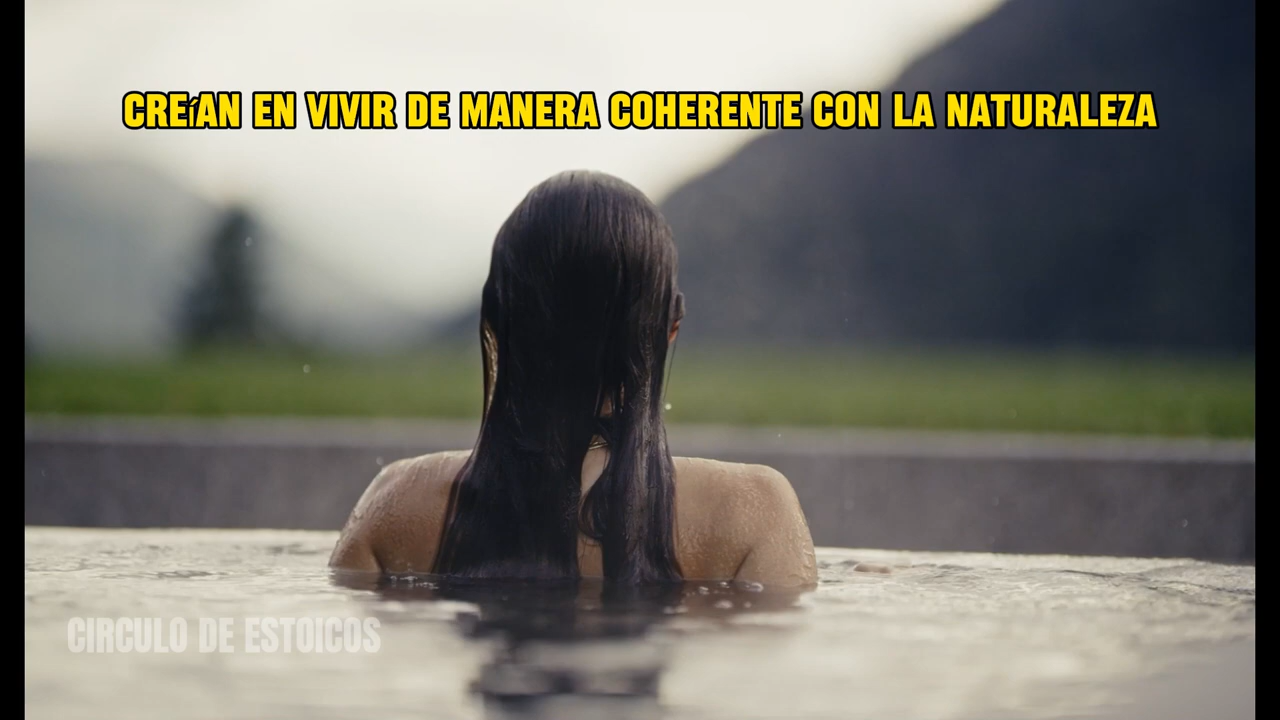 CREíAN EN VIVIR DE MANERA COHERENTE CON LA NATURALEZA
CIRCULO DE ESTOICOS